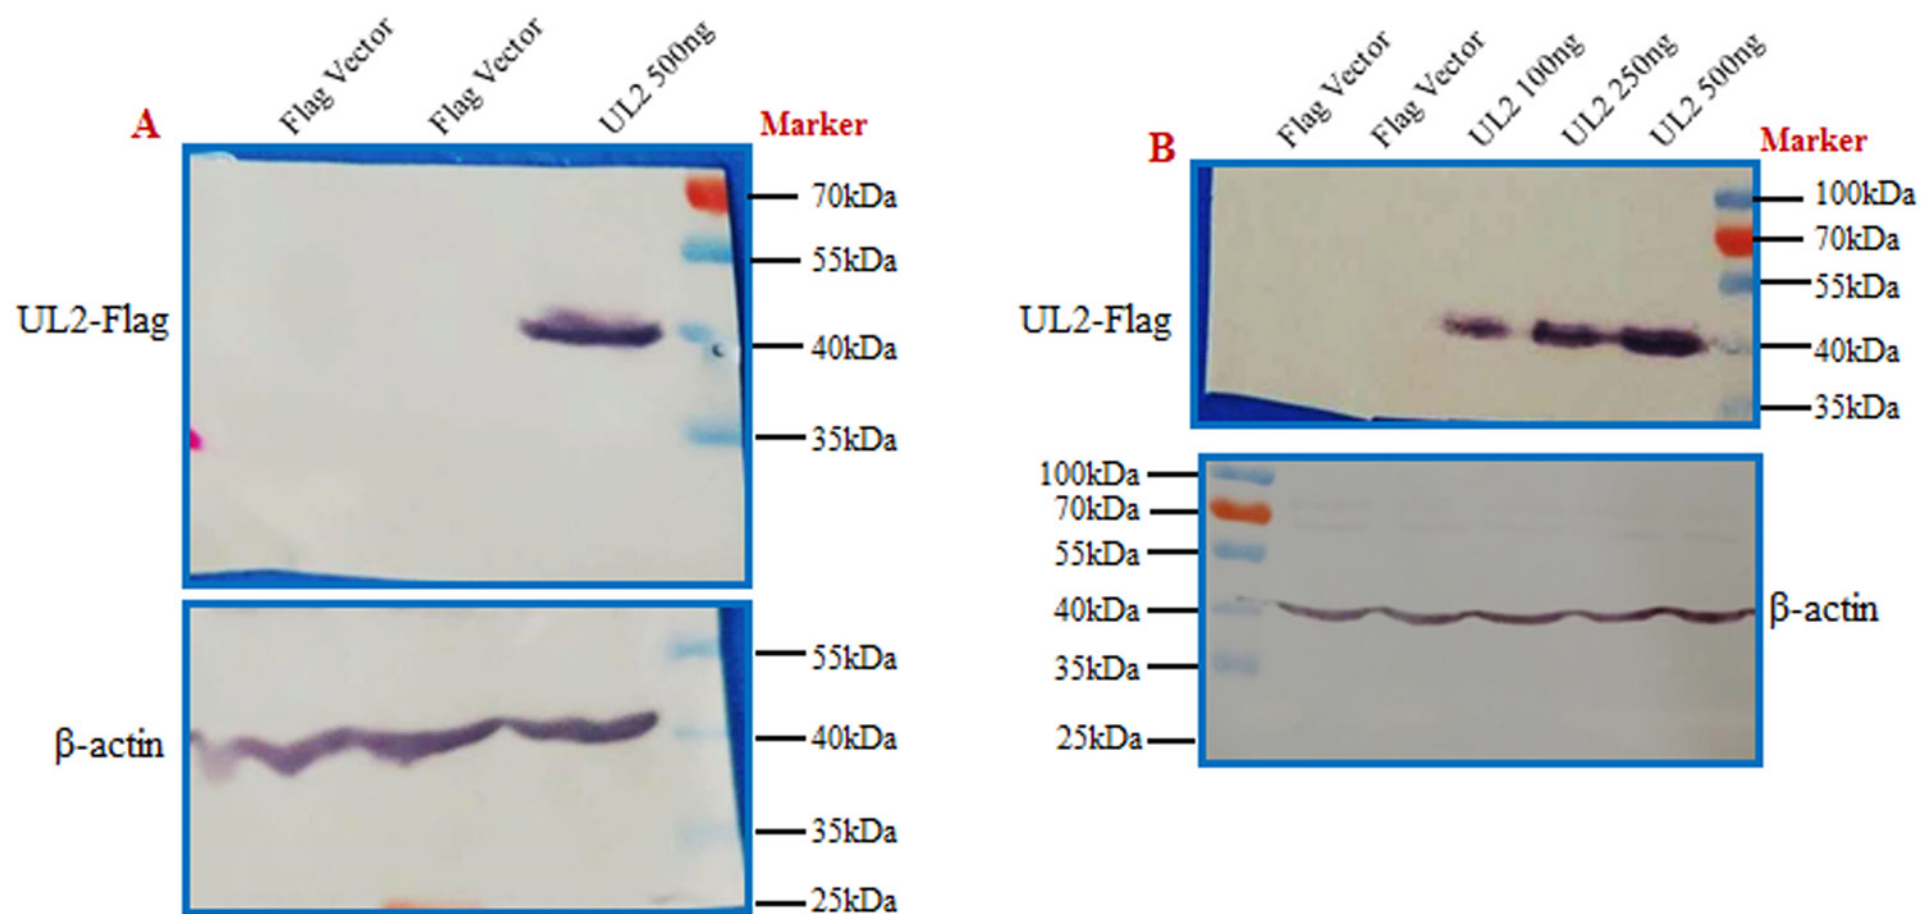 A
Flag Vector
Flag Vector
UL2 500ng
Marker
70kDa
55kDa
UL2-Flag
40kDa
35kDa
55kDa
β-actin
40kDa
35kDa
25kDa
B
Flag Vector
Flag Vector
UL2 100ng
UL2 250ng
UL2 500ng
Marker
100kDa
70kDa
55kDa
UL2-Flag
40kDa
35kDa
100kDa
70kDa
55kDa
40kDa
β-actin
35kDa
25kDa